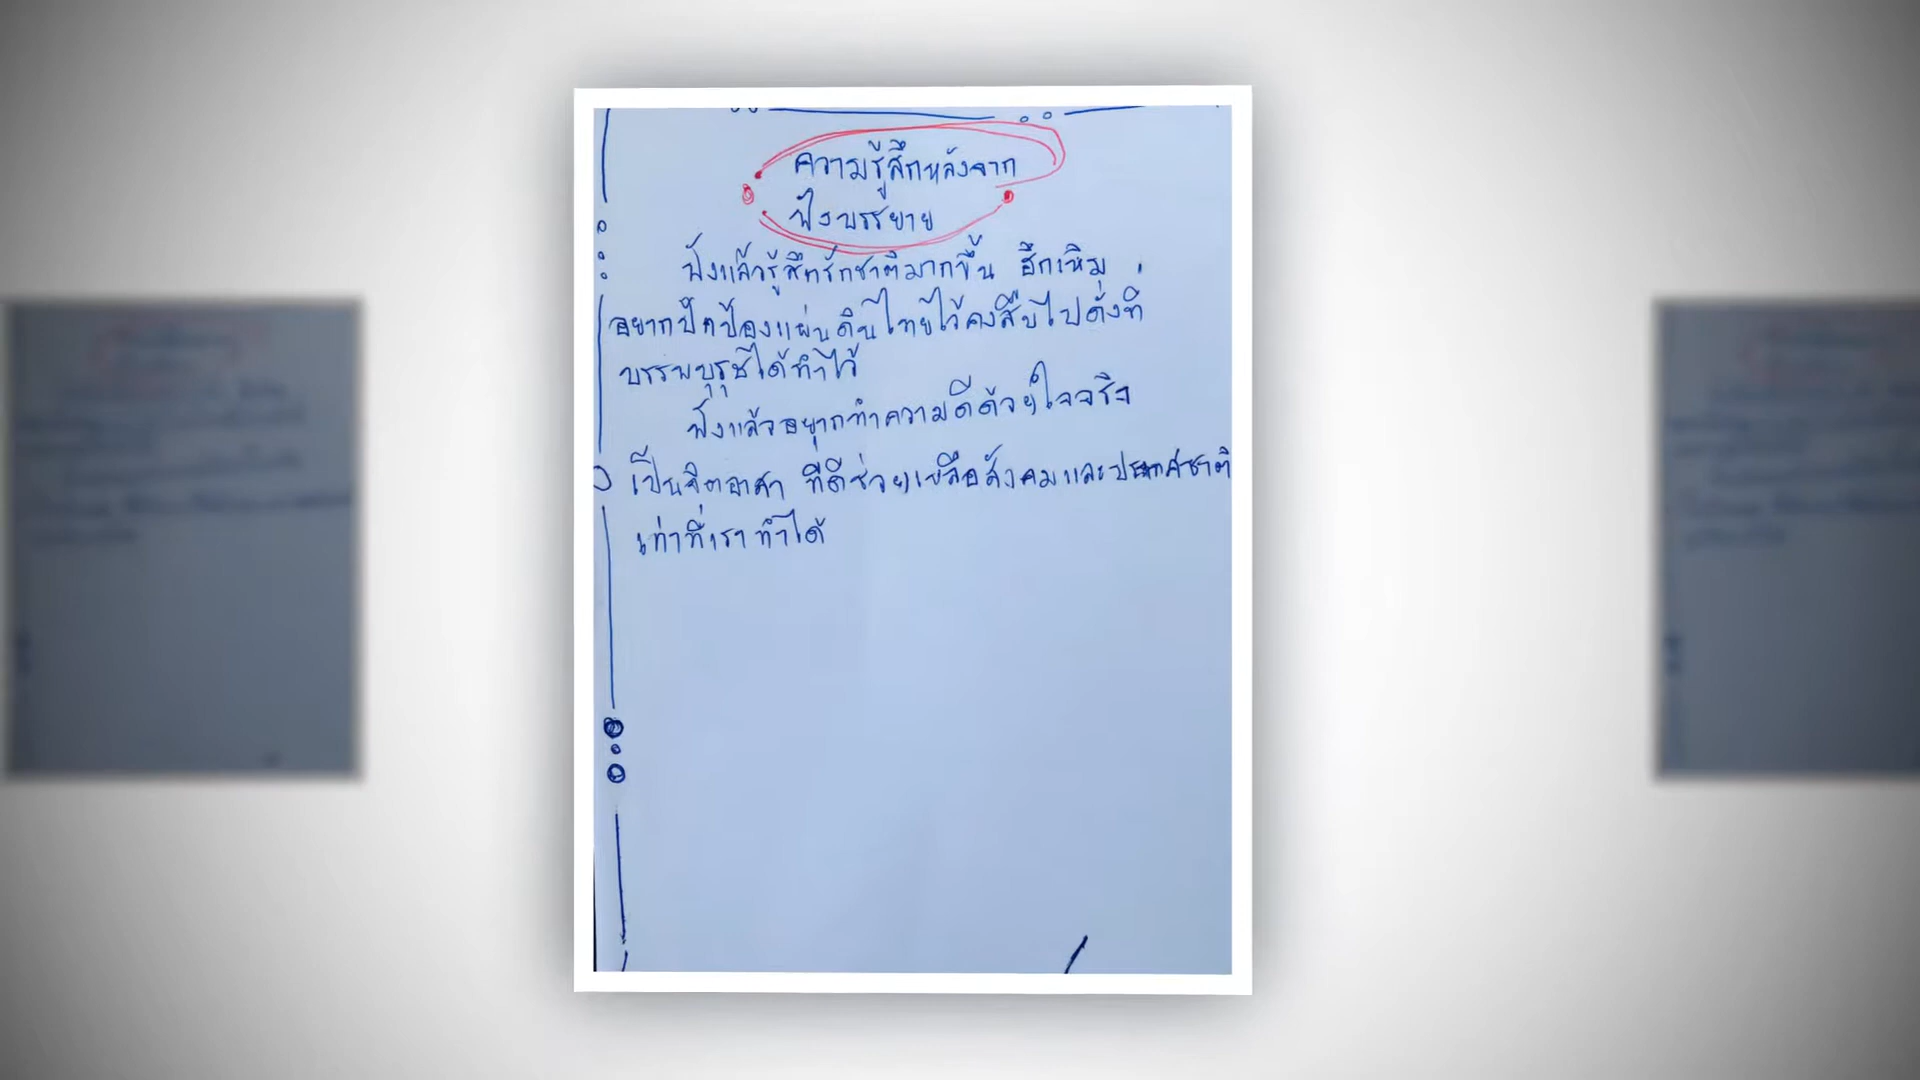 ความรู้สึกหลังจาก
ฟังบรรยาย
ฟังแล้วรู้สึกรักชาติมากขึ้น ฮึกเหิม
อยากปกป้องแผ่นดินไทยไว้คงสืบไปดั่งที่
บรรพบุรุษได้ทำไว้
ฟังแล้วอยากทำความดีด้วยใจจริง
เป็นจิตอาสา ที่ดีช่วยเหลือสังคมและประเทศชาติ
เท่าที่เราทำได้